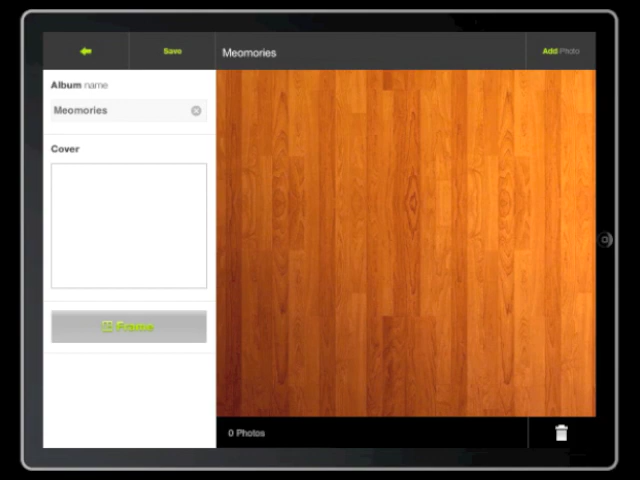 Save
Meomories
Add Photo
Album name
Meomories
Cover
Frame
0 Photos